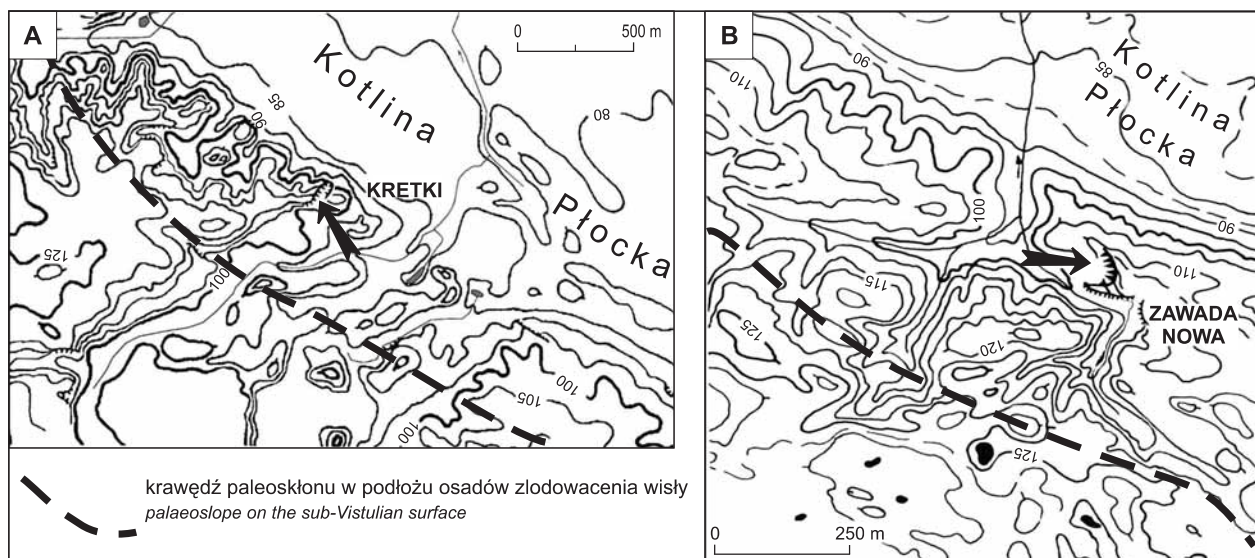 A
0 500 m
Kotlina
85
90
80
KRETKI
Płocka
125
100
100
105
100
krawędź paleoskłonu w podłożu osadów zlodowacenia wisły
palaeoslope on the sub-Vistulian surface
B
Kotlina
Płocka
90
85
110
100
90
110
115
ZAWADA
NOWA
125
120
125
0 250 m